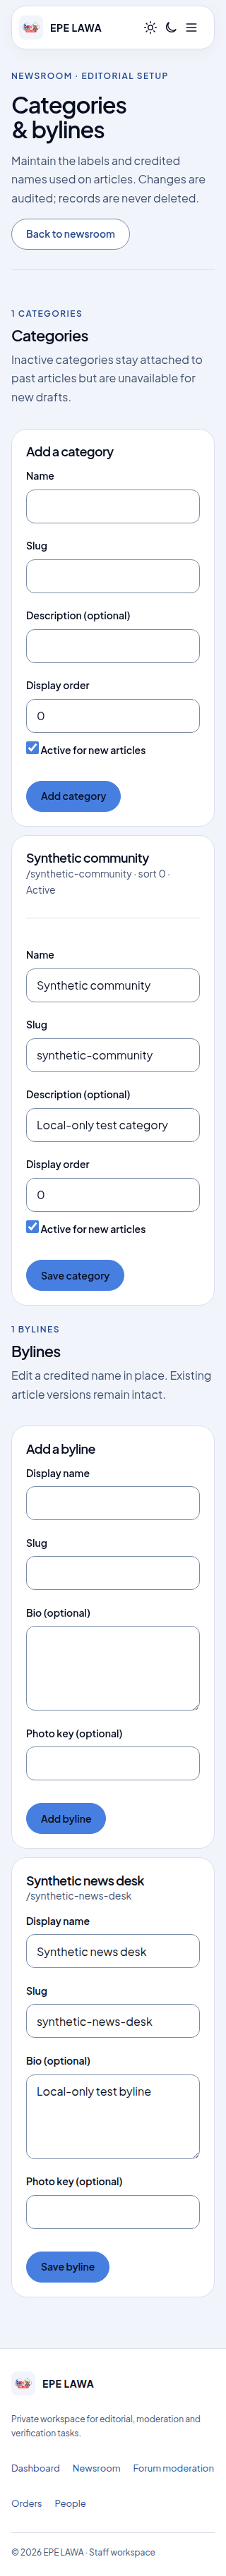 EPE LAWA
NEWSROOM · EDITORIAL SETUP
Categories
& bylines
Maintain the labels and credited
names used on articles. Changes are
audited; records are never deleted.
Back to newsroom
1 CATEGORIES
Categories
Inactive categories stay attached to
past articles but are unavailable for
new drafts.
Add a category
Name
Slug
Description (optional)
Display order
0
Active for new articles
Add category
Synthetic community
/synthetic-community · sort 0 ·
Active
Name
Synthetic community
Slug
synthetic-community
Description (optional)
Local-only test category
Display order
0
Active for new articles
Save category
1 BYLINES
Bylines
Edit a credited name in place. Existing
article versions remain intact.
Add a byline
Display name
Slug
Bio (optional)
Photo key (optional)
Add byline
Synthetic news desk
/synthetic-news-desk
Display name
Synthetic news desk
Slug
synthetic-news-desk
Bio (optional)
Local-only test byline
Photo key (optional)
Save byline
EPE LAWA
Private workspace for editorial, moderation and
verification tasks.
Dashboard Newsroom Forum moderation
Orders People
© 2026 EPE LAWA · Staff workspace